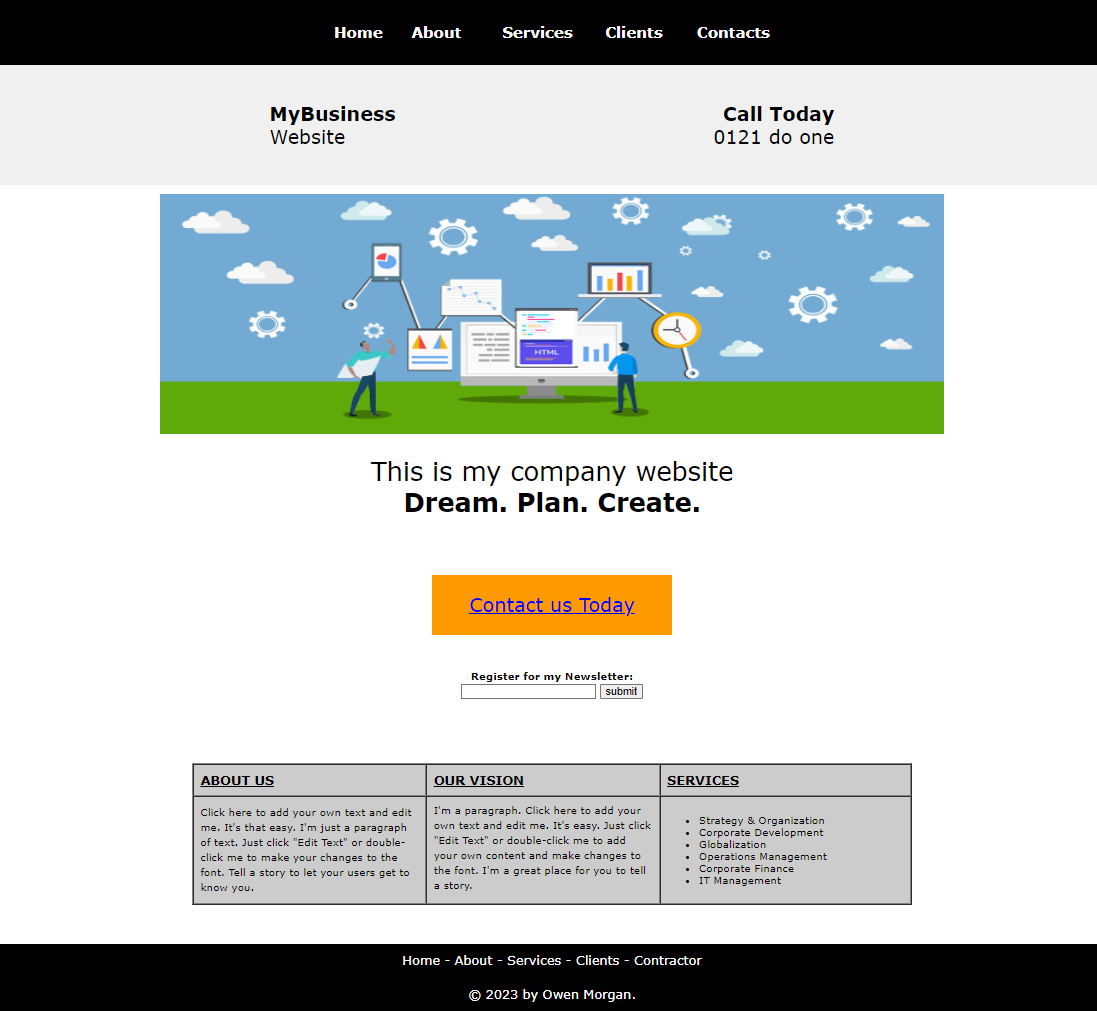 Home About Services Clients Contacts
MyBusiness
Website
Call Today
0121 do one
HTML
This is my company website
Dream. Plan. Create.
Contact us Today
Register for my Newsletter:
submit
ABOUT US
Click here to add your own text and edit
me. It's that easy. I'm just a paragraph
of text. Just click "Edit Text" or double-
click me to make your changes to the
font. Tell a story to let your users get to
know you.
OUR VISION
I'm a paragraph. Click here to add your
own text and edit me. It's easy. Just click
"Edit Text" or double-click me to add
your own content and make changes to
the font. I'm a great place for you to tell
a story.
SERVICES
Strategy & Organization
Corporate Development
Globalization
Operations Management
Corporate Finance
IT Management
Home - About - Services - Clients - Contractor
© 2023 by Owen Morgan.